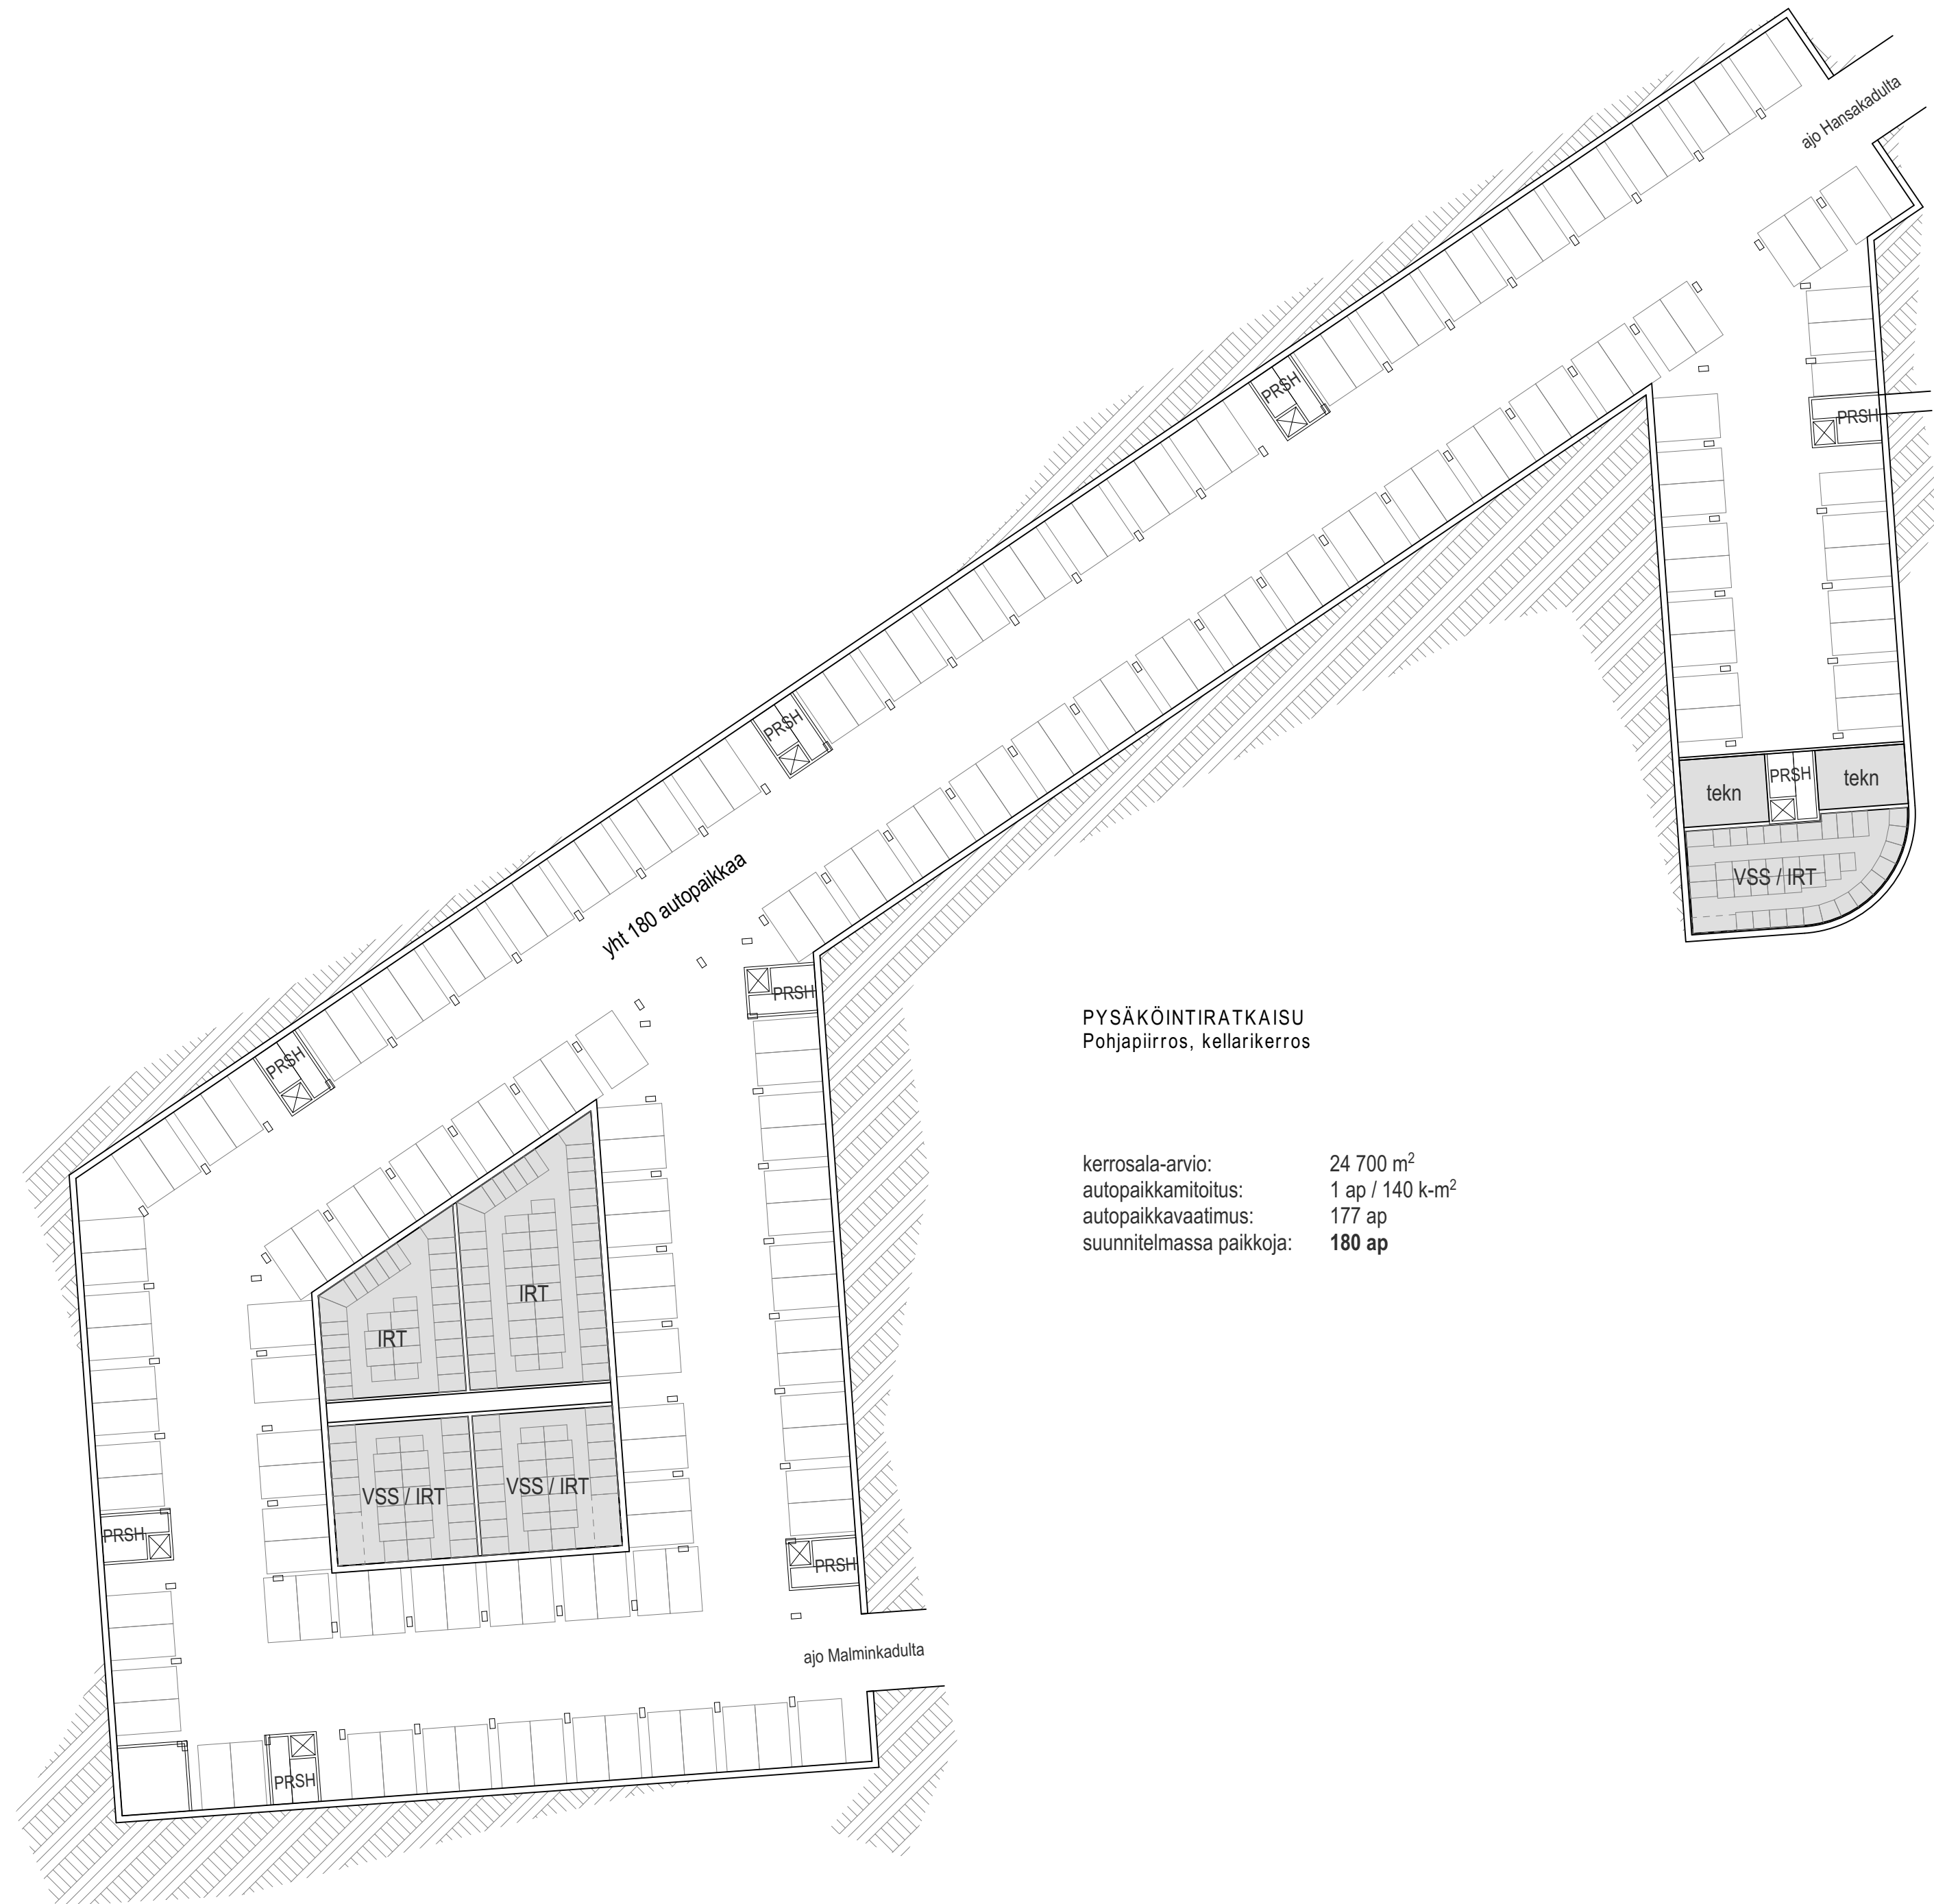 ajo Hansakadulta
PRSH
PRSH
PRSH
PRSH
tekn
PRSH
tekn
VSS / IRT
yht 180 autopaikkaa
PRSH
PRSH
IRT
IRT
VSS / IRT
VSS / IRT
PRSH
PRSH
ajo Malminkadulta
PRSH
PYSÄKÖINTIRATKAISU
Pohjapiirros, kellarikerros
kerrosala-arvio: 24 700 m²
autopaikkamitoitus: 1 ap / 140 k-m²
autopaikkavaatimus: 177 ap
suunnitelmassa paikkoja: 180 ap